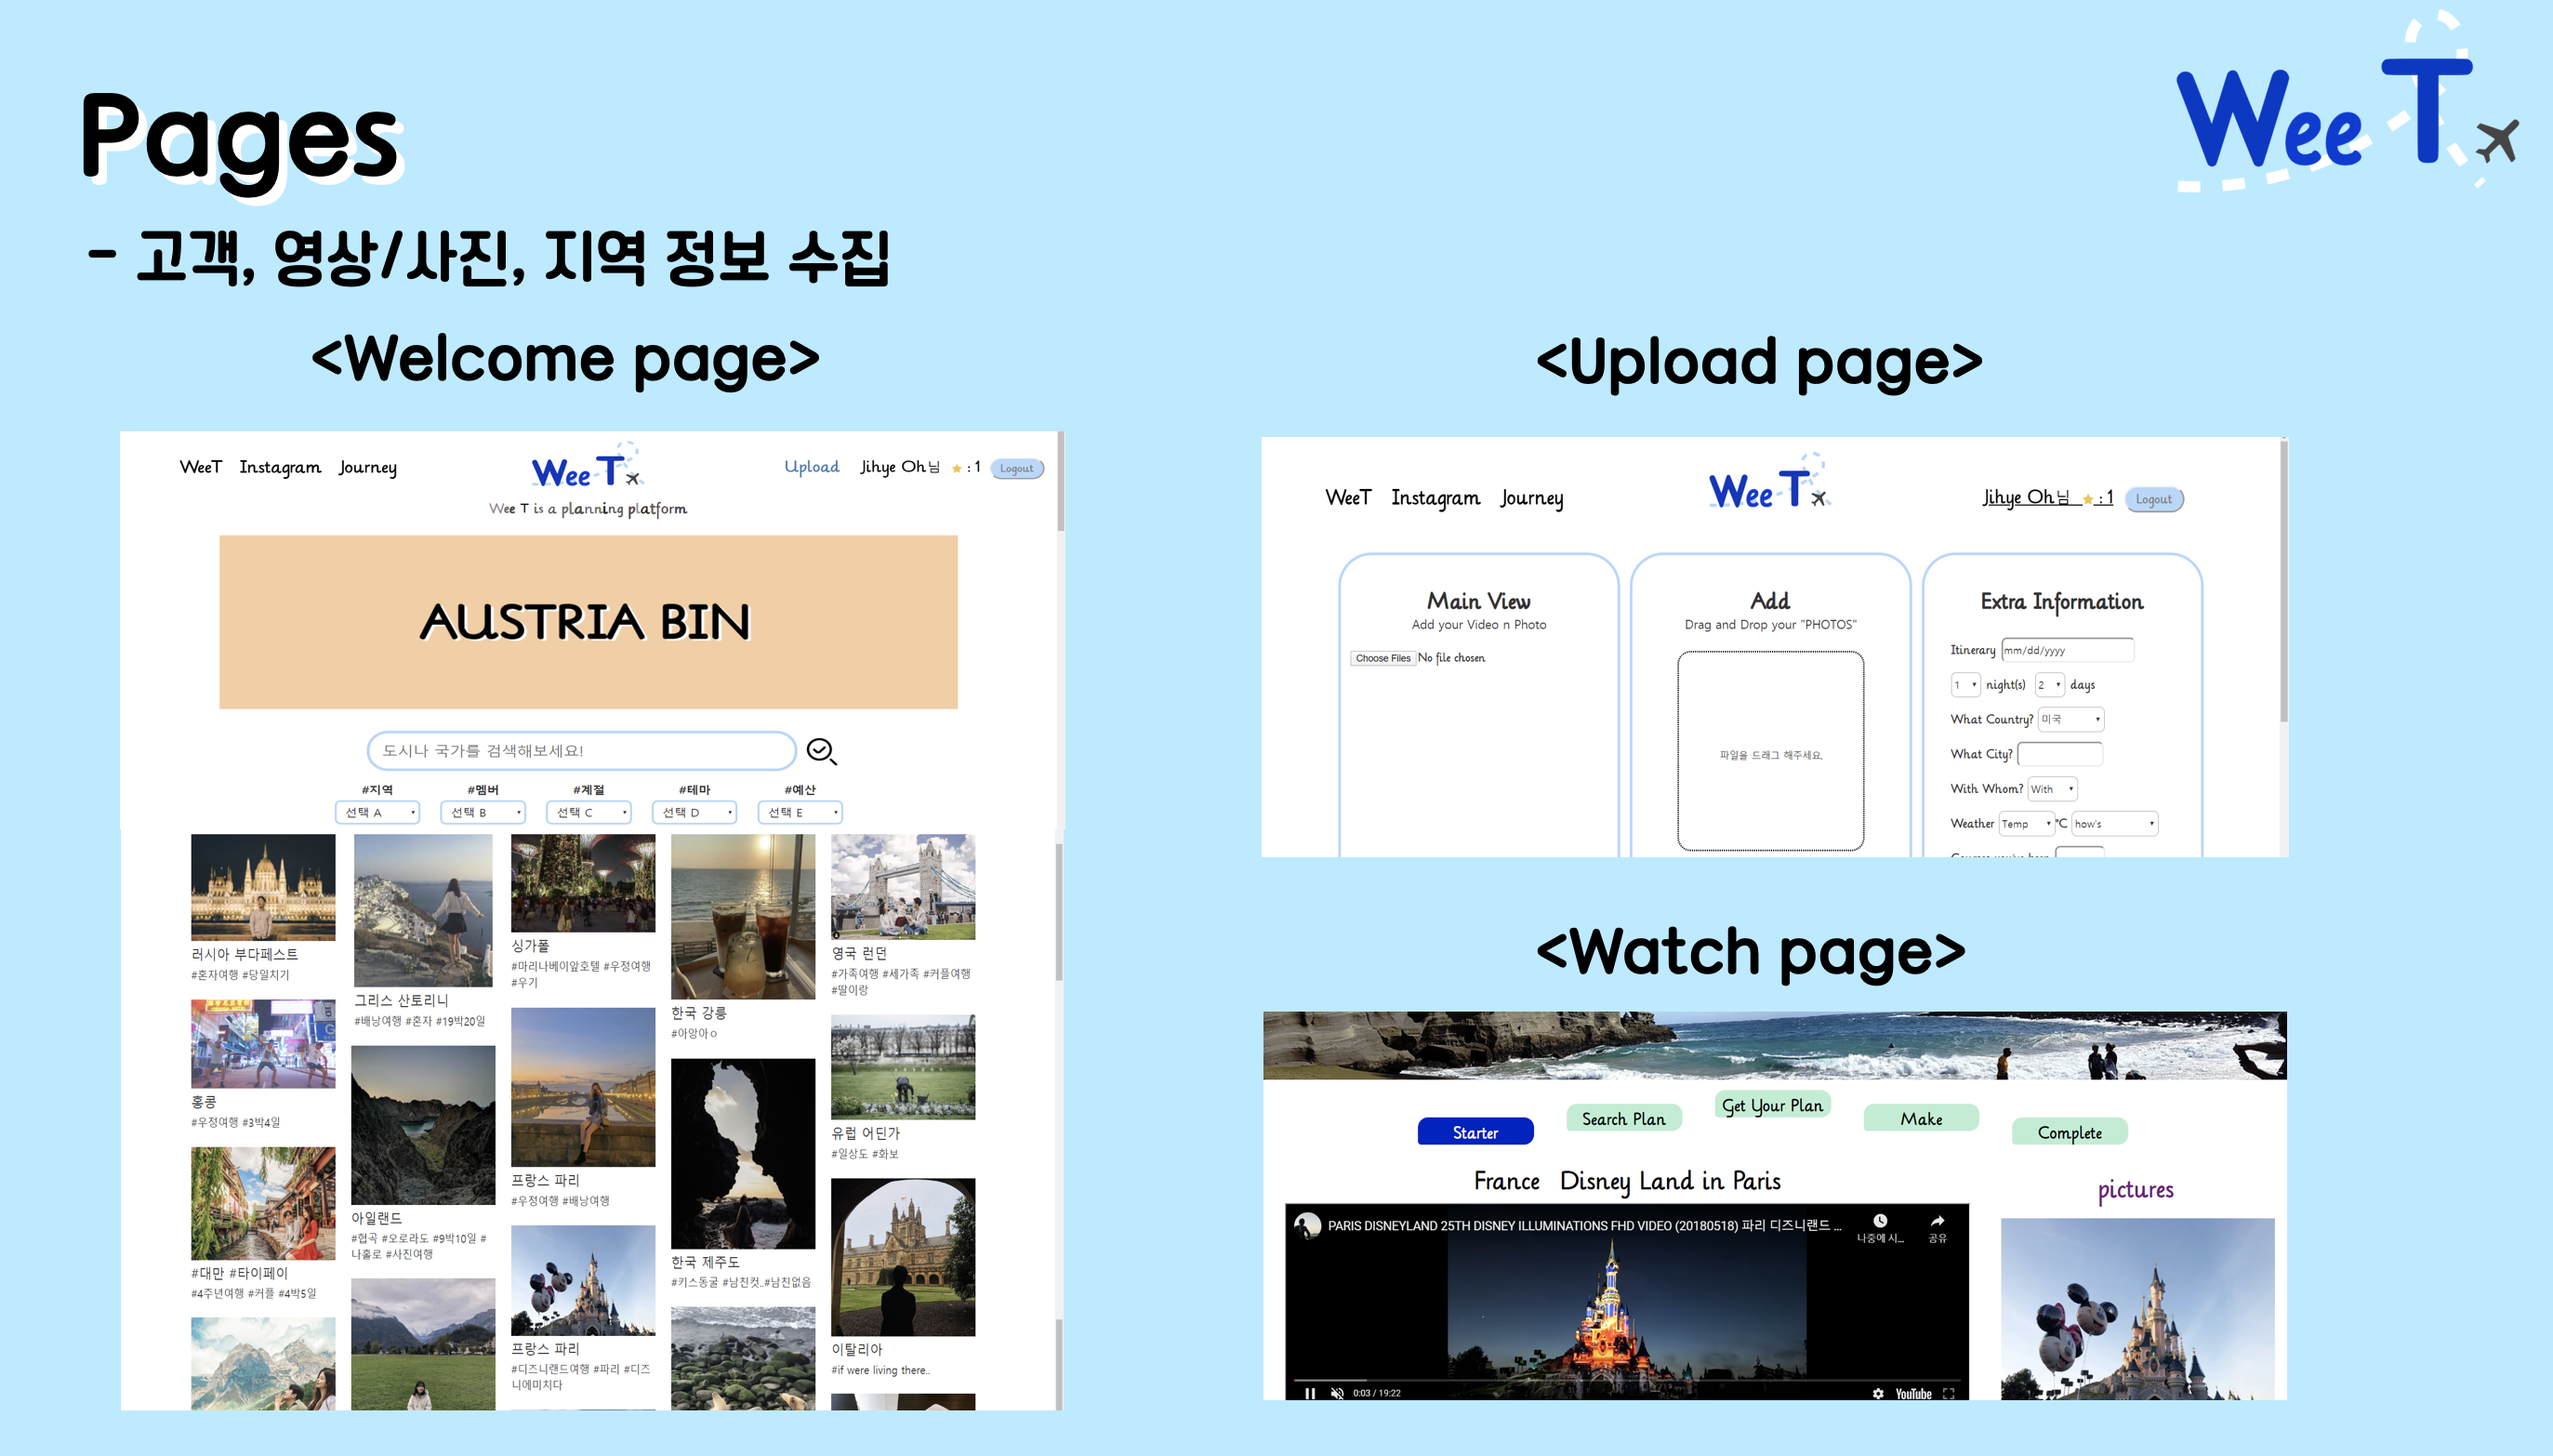 Pages
Wee T
- 고객, 영상/사진, 지역 정보 수집
<Welcome page>
WeeT Instagram Journey
Wee T
Upload Jihye Oh님 ★ : 1 Logout
Wee T is a planning platform
AUSTRIA BIN
도시나 국가를 검색해보세요!
#지역 #멤버 #계절 #테마 #예산
선택 A 선택 B 선택 C 선택 D 선택 E
러시아 부다페스트
#혼자여행 #당일치기
홍콩
#우정여행 #3박4일
#대만 #타이페이
#4주년여행 #커플 #4박5일
그리스 산토리니
#배낭여행 #혼자 #19박20일
아일랜드
#협곡 #오로라도 #9박10일 #
나홀로 #사진여행
싱가폴
#마리나베이앞호텔 #우정여행
#우기
프랑스 파리
#우정여행 #배낭여행
프랑스 파리
#디즈니랜드여행 #파리 #디즈
니에미치다
한국 강릉
#아앙아ㅇ
한국 제주도
#키스동굴 #남친컷..#남친없음
영국 런던
#가족여행 #세가족 #커플여행
#딸이랑
유럽 어딘가
#일상도 #화보
이탈리아
#if were living there..
<Upload page>
WeeT Instagram Journey
Wee T
Jihye Oh님 ★ : 1 Logout
Main View
Add your Video n Photo
Choose Files No file chosen
Add
Drag and Drop your "PHOTOS"
파일을 드래그 해주세요.
Extra Information
Itinerary mm/dd/yyyy
1 night(s) 2 days
What Country? 미국
What City?
With Whom? With
Weather Temp °C how's
<Watch page>
Starter
Search Plan
Get Your Plan
Make
Complete
France Disney Land in Paris
pictures
PARIS DISNEYLAND 25TH DISNEY ILLUMINATIONS FHD VIDEO (20180518) 파리 디즈니랜드 ...
나중에 시... 공유
0:03 / 19:22
YouTube